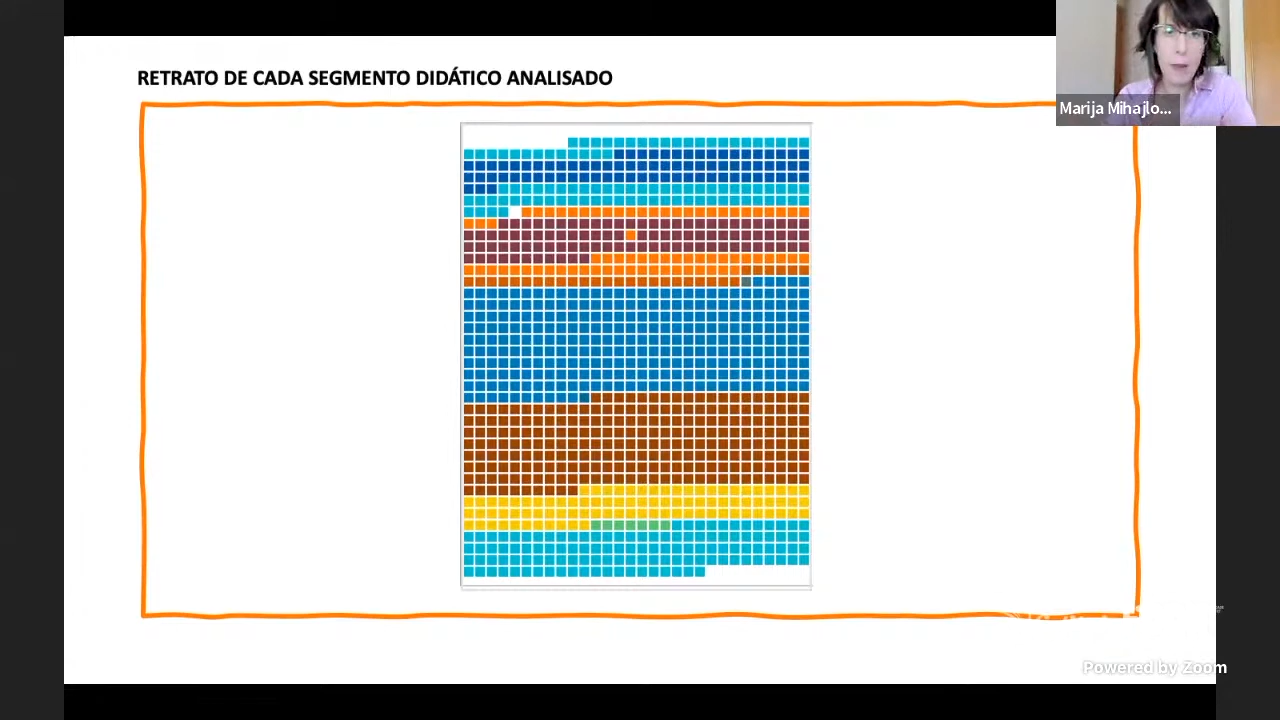 RETRATO DE CADA SEGMENTO DIDÁTICO ANALISADO
Marija Mihajlo...
Powered by Zoom